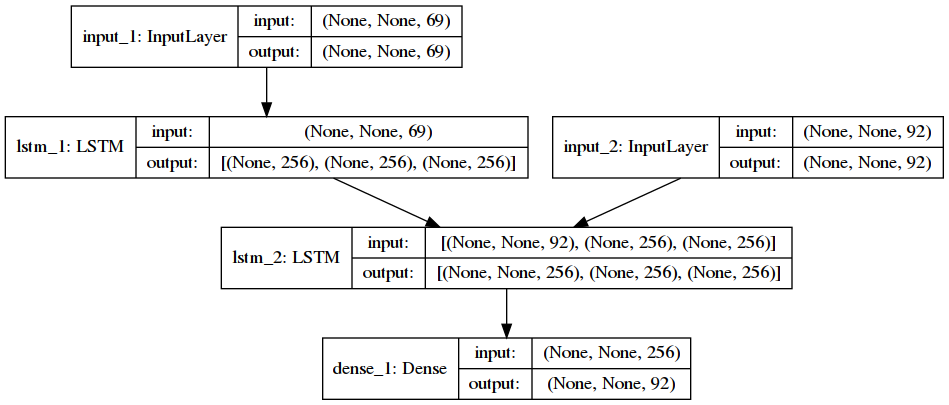 input_1: InputLayer
input: (None, None, 69)
output: (None, None, 69)
lstm_1: LSTM
input: (None, None, 69)
output: [(None, 256), (None, 256), (None, 256)]
input_2: InputLayer
input: (None, None, 92)
output: (None, None, 92)
lstm_2: LSTM
input: [(None, None, 92), (None, 256), (None, 256)]
output: [(None, None, 256), (None, 256), (None, 256)]
dense_1: Dense
input: (None, None, 256)
output: (None, None, 92)